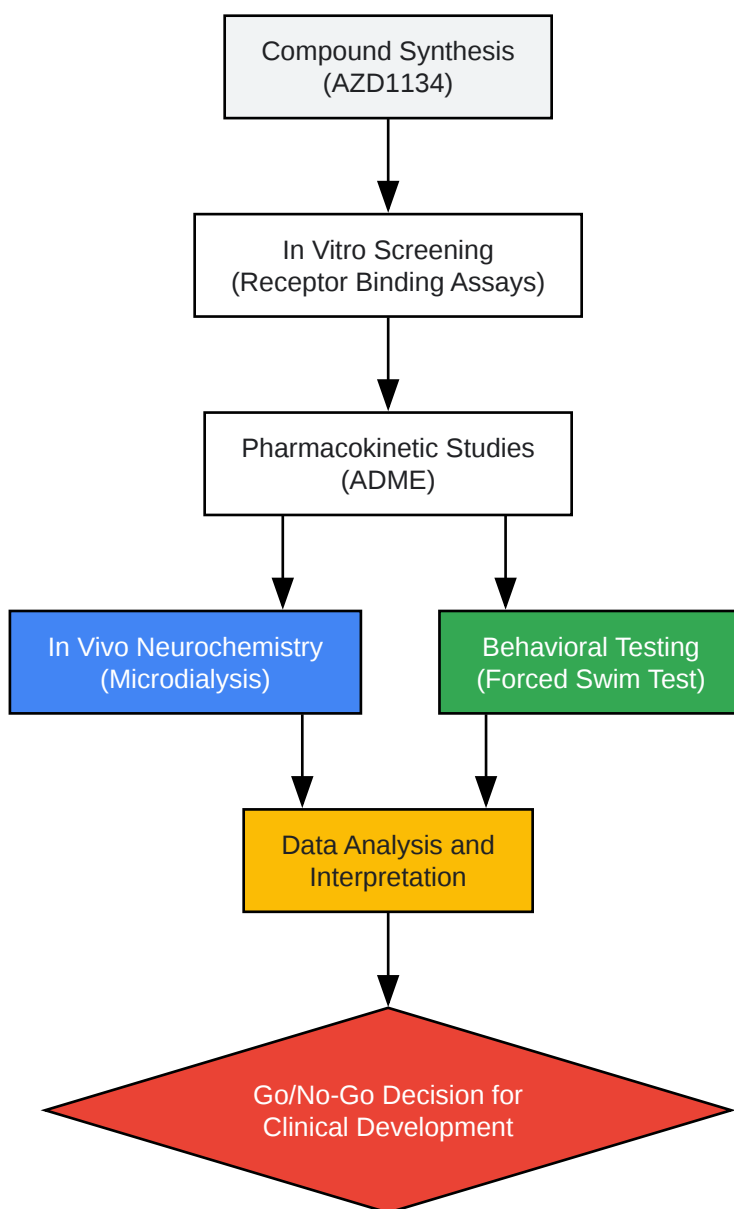 Compound Synthesis
(AZD1134)
In Vitro Screening
(Receptor Binding Assays)
Pharmacokinetic Studies
(ADME)
In Vivo Neurochemistry
(Microdialysis)
Behavioral Testing
(Forced Swim Test)
Data Analysis and
Interpretation
Go/No-Go Decision for
Clinical Development